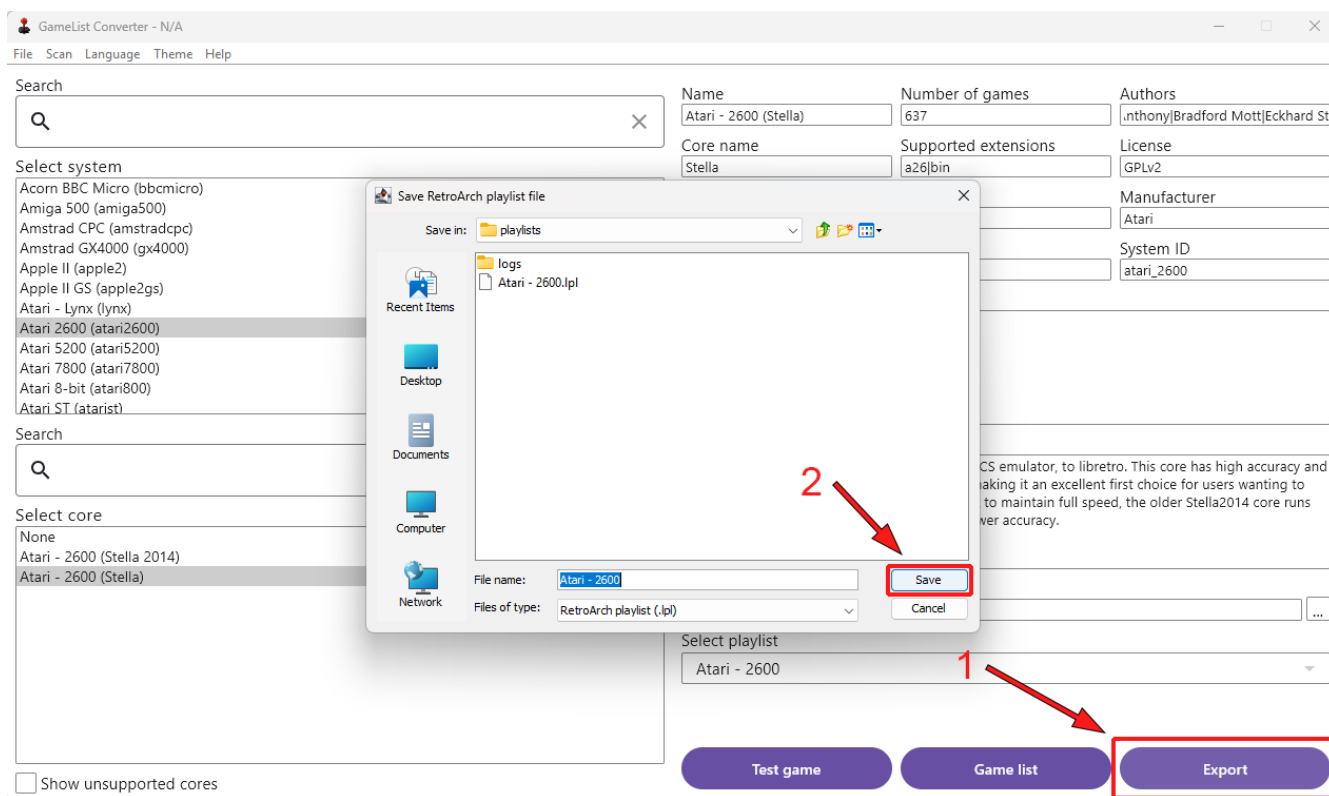 GameList Converter - N/A
File Scan Language Theme Help
Search
Select system
Acorn BBC Micro (bbcmicro)
Amiga 500 (amiga500)
Amstrad CPC (amstradcpc)
Amstrad GX4000 (gx4000)
Apple II (apple2)
Apple II GS (apple2gs)
Atari - Lynx (lynx)
Atari 2600 (atari2600)
Atari 5200 (atari5200)
Atari 7800 (atari7800)
Atari 8-bit (atari800)
Atari ST (atarist)
Search
Select core
None
Atari - 2600 (Stella 2014)
Atari - 2600 (Stella)
Show unsupported cores
Name
Atari - 2600 (Stella)
Number of games
637
Authors
nthony|Bradford Mott|Eckhard St
Core name
Stella
Supported extensions
a26|bin
License
GPLv2
Manufacturer
Atari
System ID
atari_2600
Save RetroArch playlist file
Save in:
playlists
logs
Atari - 2600.lpl
Recent Items
Desktop
Documents
Computer
Network
File name:
Atari - 2600
Save
Files of type:
RetroArch playlist (.lpl)
Cancel
2
CS emulator, to libretro. This core has high accuracy and
aking it an excellent first choice for users wanting to
to maintain full speed, the older Stella2014 core runs
wer accuracy.
...
Select playlist
Atari - 2600
1
Test game
Game list
Export